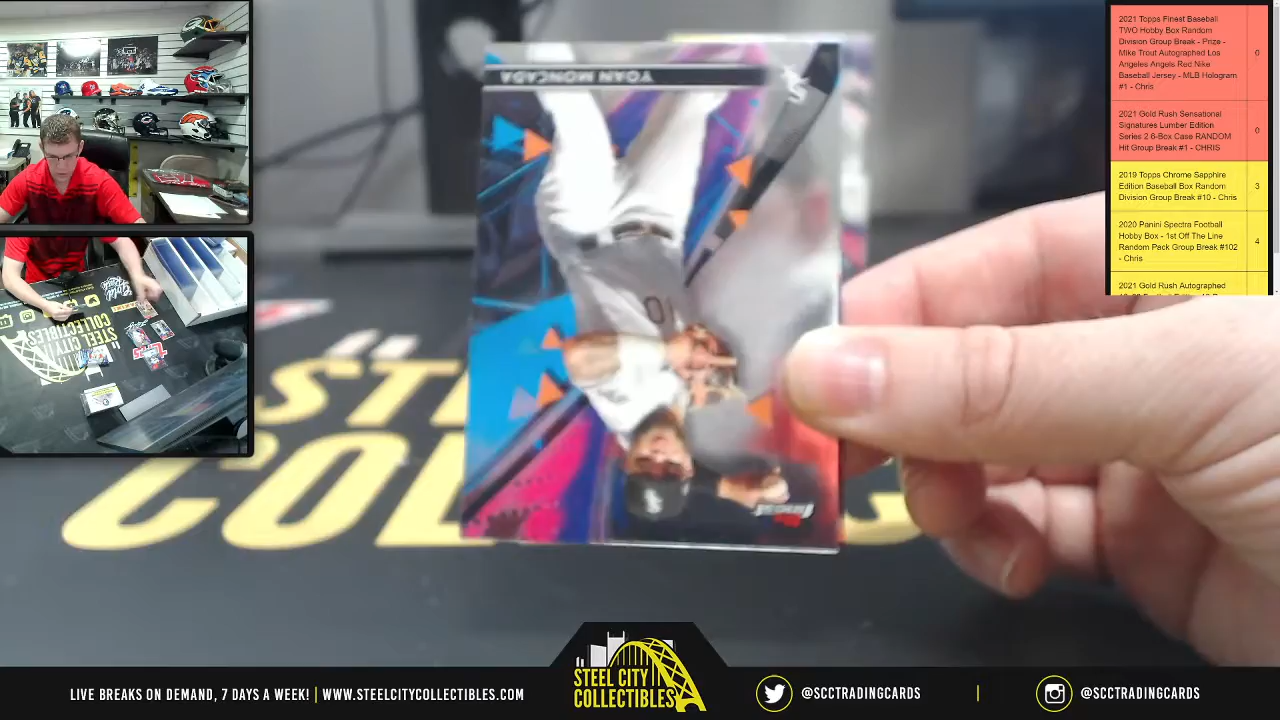 2021 Topps Finest Baseball
TWO Hobby Box Random
Division Group Break - Prize -
Mike Trout Autographed Los
Angeles Angels Red Nike
Baseball Jersey - MLB Hologram
#1 - Chris
0
2021 Gold Rush Sensational
Signatures Lumber Edition
Series 2 6-Box Case RANDOM
Hit Group Break #1 - CHRIS
0
2019 Topps Chrome Sapphire
Edition Baseball Box Random
Division Group Break #10 - Chris
3
2020 Panini Spectra Football
Hobby Box - 1st Off The Line
Random Pack Group Break #102
- Chris
4
2021 Gold Rush Autographed
YOAN MONCADA
10
Finest
STEEL CITY
COLLECTIBLES
LIVE BREAKS ON DEMAND, 7 DAYS A WEEK! | WWW.STEELCITYCOLLECTIBLES.COM
STEEL CITY
COLLECTIBLES
@SCCTRADINGCARDS
@SCCTRADINGCARDS